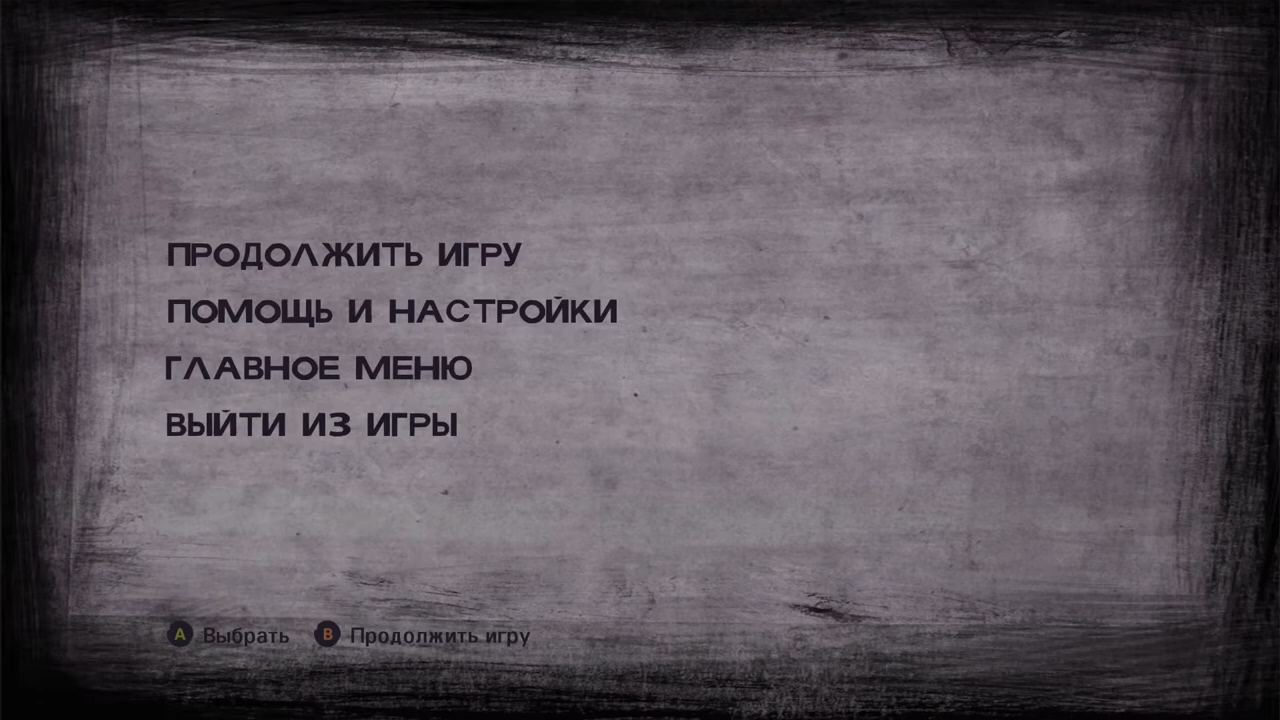 ПРОДОЛЖИТЬ ИГРУ
ПОМОЩЬ И НАСТРОЙКИ
ГЛАВНОЕ МЕНЮ
ВЫЙТИ ИЗ ИГРЫ
A Выбрать B Продолжить игру